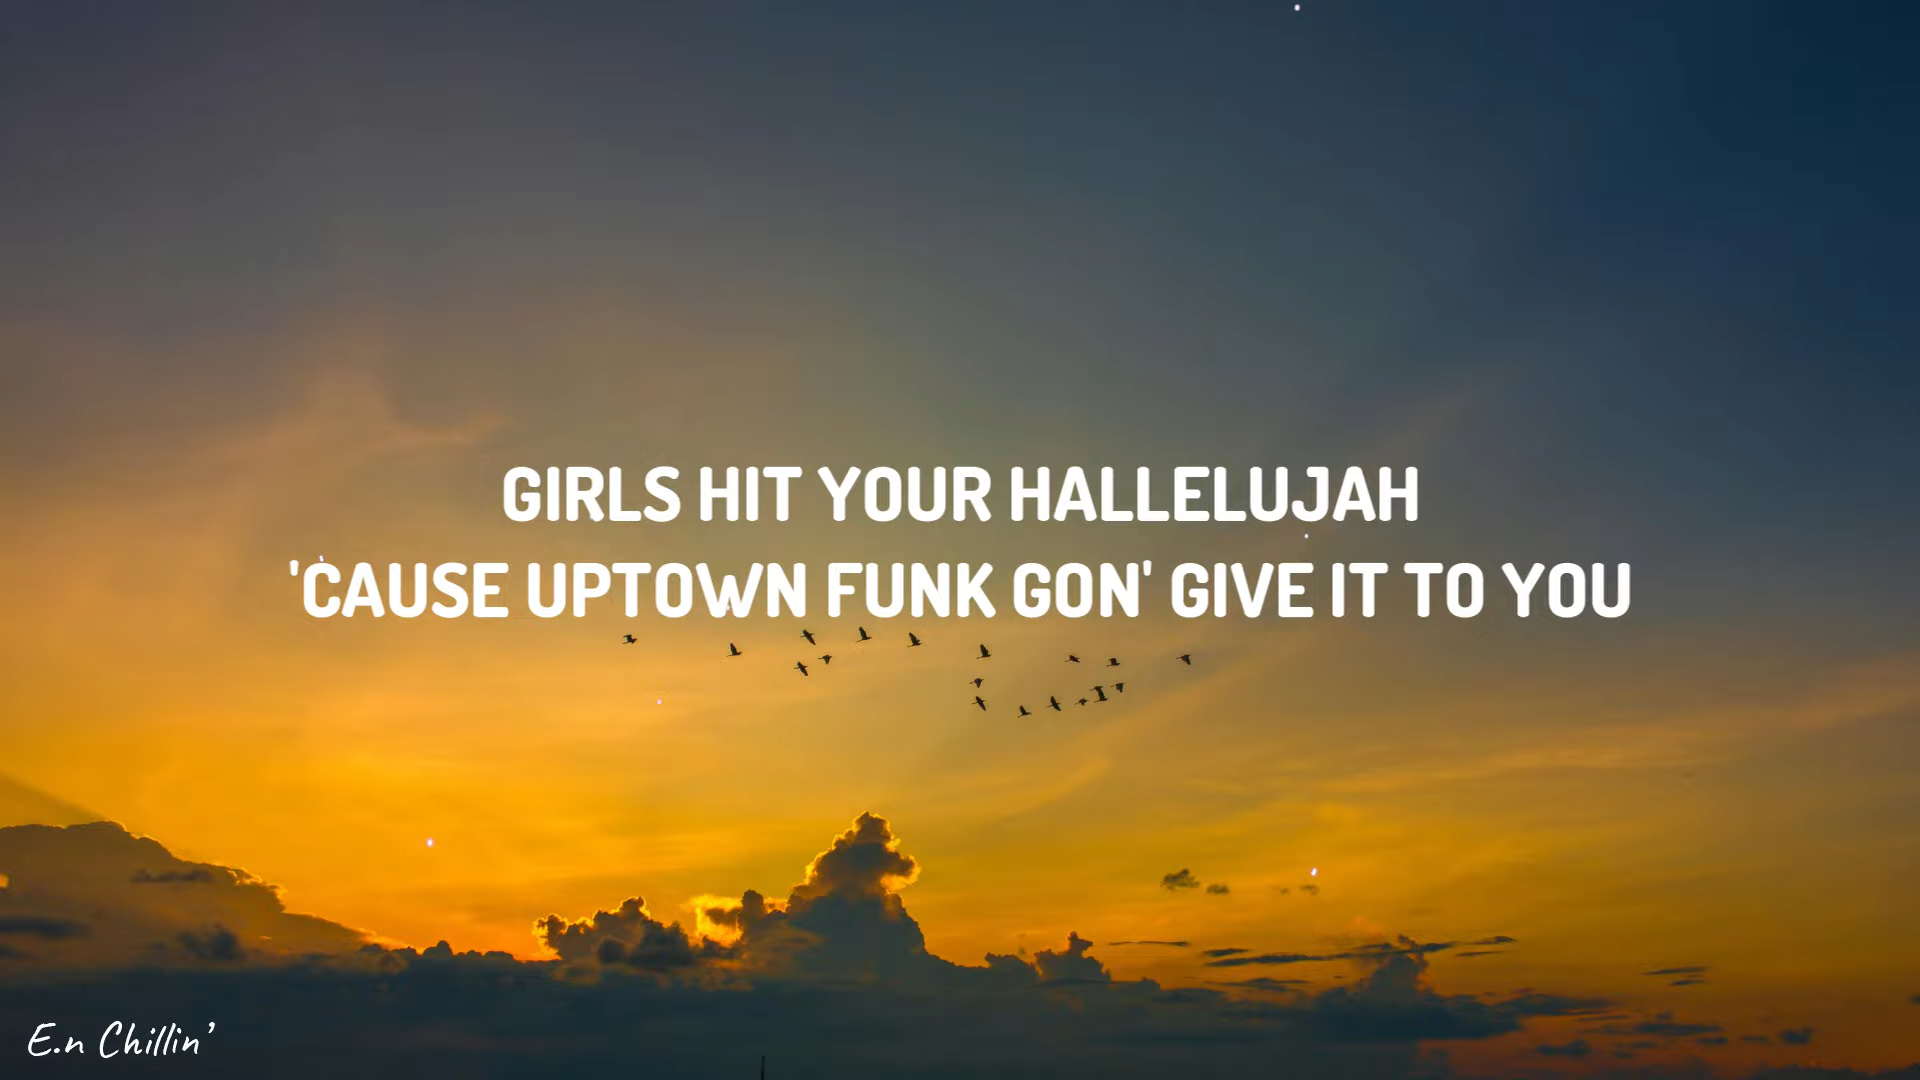 GIRLS HIT YOUR HALLELUJAH
'CAUSE UPTOWN FUNK GON' GIVE IT TO YOU
E.n Chillin'